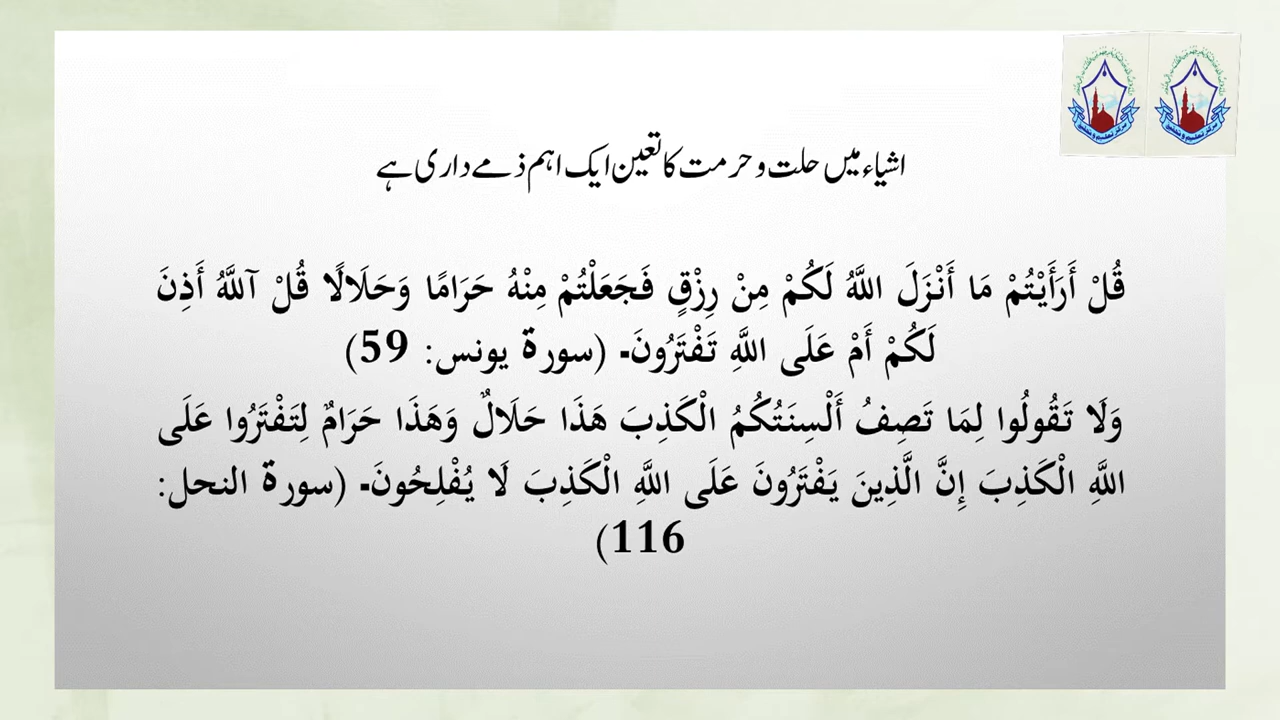 اشیاء میں حلت و حرمت کا تعین ایک اہم ذمے داری ہے
قُلْ أَرَأَيْتُمْ مَا أَنْزَلَ اللَّهُ لَكُمْ مِنْ رِزْقٍ فَجَعَلْتُمْ مِنْهُ حَرَامًا وَحَلَالًا قُلْ آللَّهُ أَذِنَ
لَكُمْ أَمْ عَلَى اللَّهِ تَفْتَرُونَ۔ (سورة يونس: 59)
وَلَا تَقُولُوا لِمَا تَصِفُ أَلْسِنَتُكُمُ الْكَذِبَ هَذَا حَلَالٌ وَهَذَا حَرَامٌ لِتَفْتَرُوا عَلَى
اللَّهِ الْكَذِبَ إِنَّ الَّذِينَ يَفْتَرُونَ عَلَى اللَّهِ الْكَذِبَ لَا يُفْلِحُونَ۔ (سورة النحل:
116)